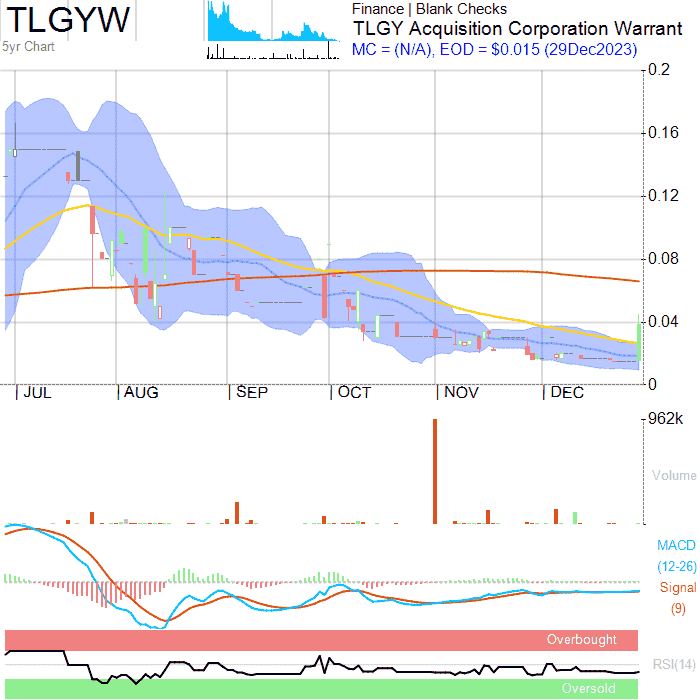 TLGYW
5yr Chart
Finance | Blank Checks
TLGY Acquisition Corporation Warrant
MC = (N/A), EOD = $0.015 (29Dec2023)
0.2
0.16
0.12
0.08
0.04
0
JUL AUG SEP OCT NOV DEC
962k
Volume
MACD
(12-26)
Signal
(9)
Overbought
RSI(14)
Oversold